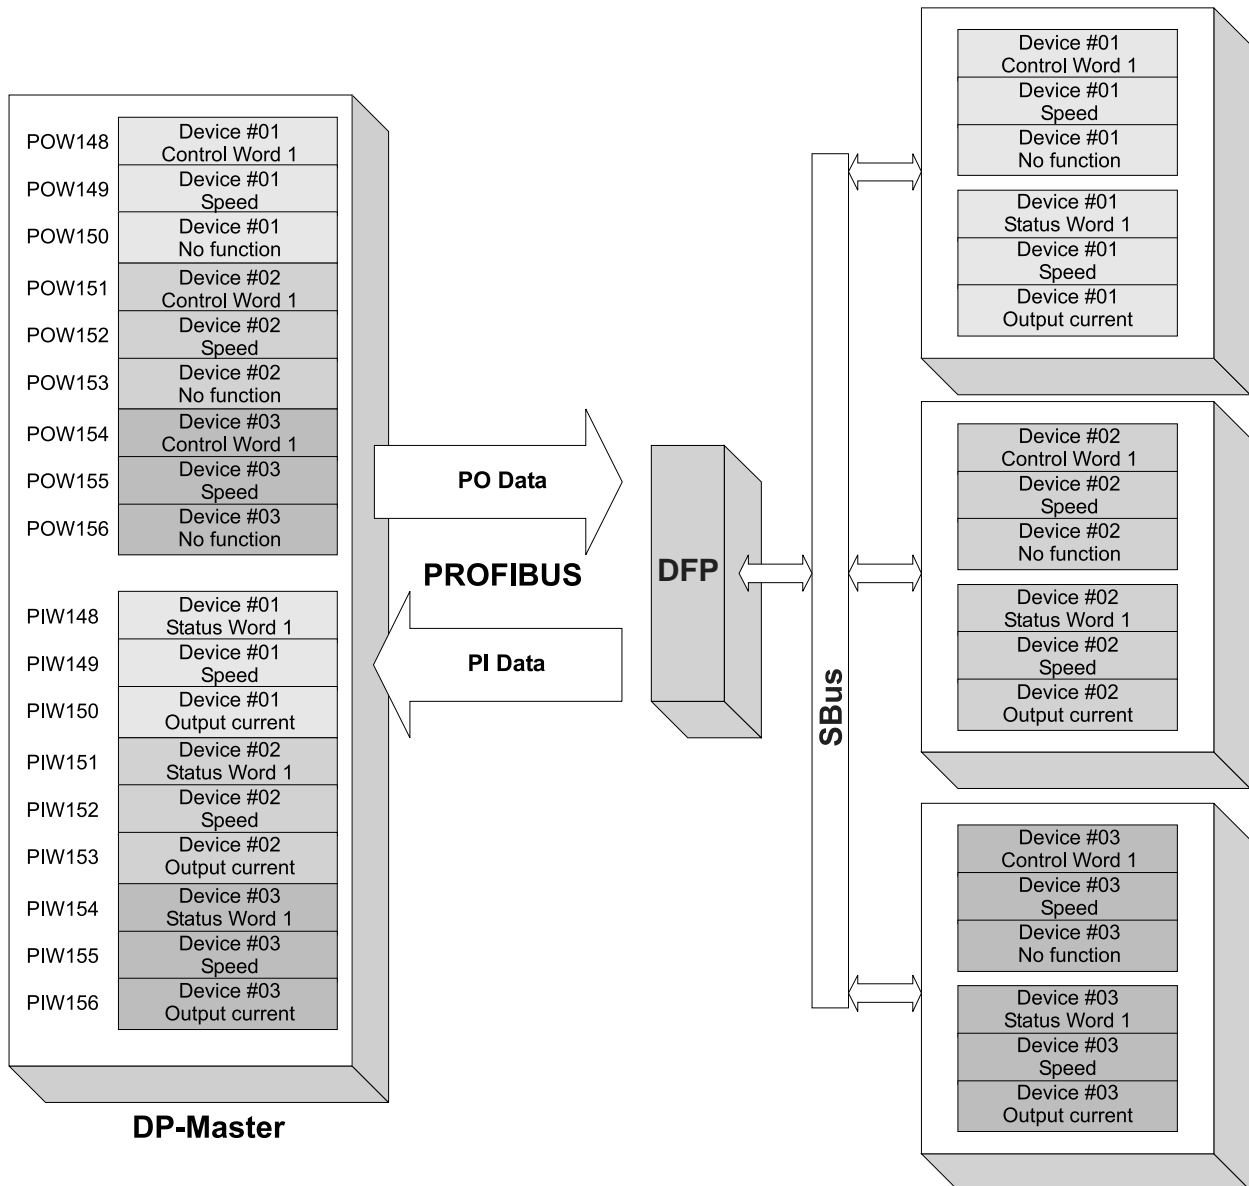 POW148
Device #01
Control Word 1
POW149
Device #01
Speed
POW150
Device #01
No function
POW151
Device #02
Control Word 1
POW152
Device #02
Speed
POW153
Device #02
No function
POW154
Device #03
Control Word 1
POW155
Device #03
Speed
POW156
Device #03
No function
PIW148
Device #01
Status Word 1
PIW149
Device #01
Speed
PIW150
Device #01
Output current
PIW151
Device #02
Status Word 1
PIW152
Device #02
Speed
PIW153
Device #02
Output current
PIW154
Device #03
Status Word 1
PIW155
Device #03
Speed
PIW156
Device #03
Output current
DP-Master
PO Data
PROFIBUS
PI Data
DFP
SBus
Device #01
Control Word 1
Device #01
Speed
Device #01
No function
Device #01
Status Word 1
Device #01
Speed
Device #01
Output current
Device #02
Control Word 1
Device #02
Speed
Device #02
No function
Device #02
Status Word 1
Device #02
Speed
Device #02
Output current
Device #03
Control Word 1
Device #03
Speed
Device #03
No function
Device #03
Status Word 1
Device #03
Speed
Device #03
Output current